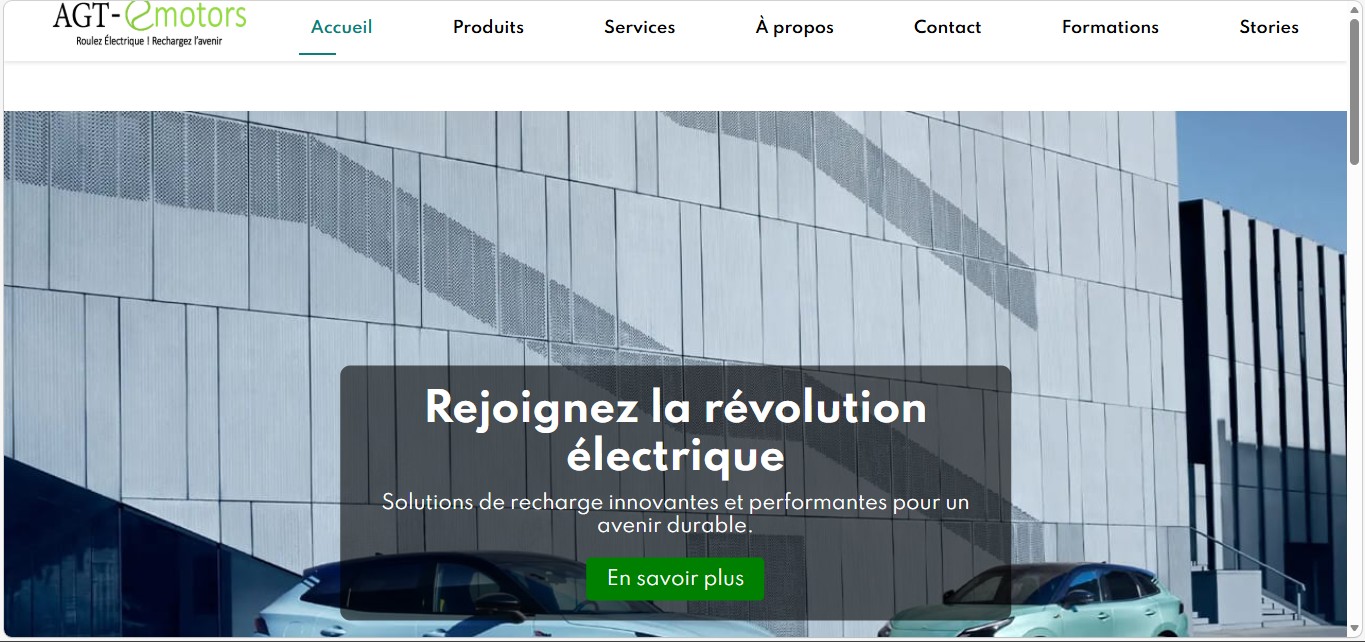 AGT-emotors
Roulez Électrique ! Rechargez l'avenir
Accueil
Produits
Services
À propos
Contact
Formations
Stories
Rejoignez la révolution
électrique
Solutions de recharge innovantes et performantes pour un
avenir durable.
En savoir plus